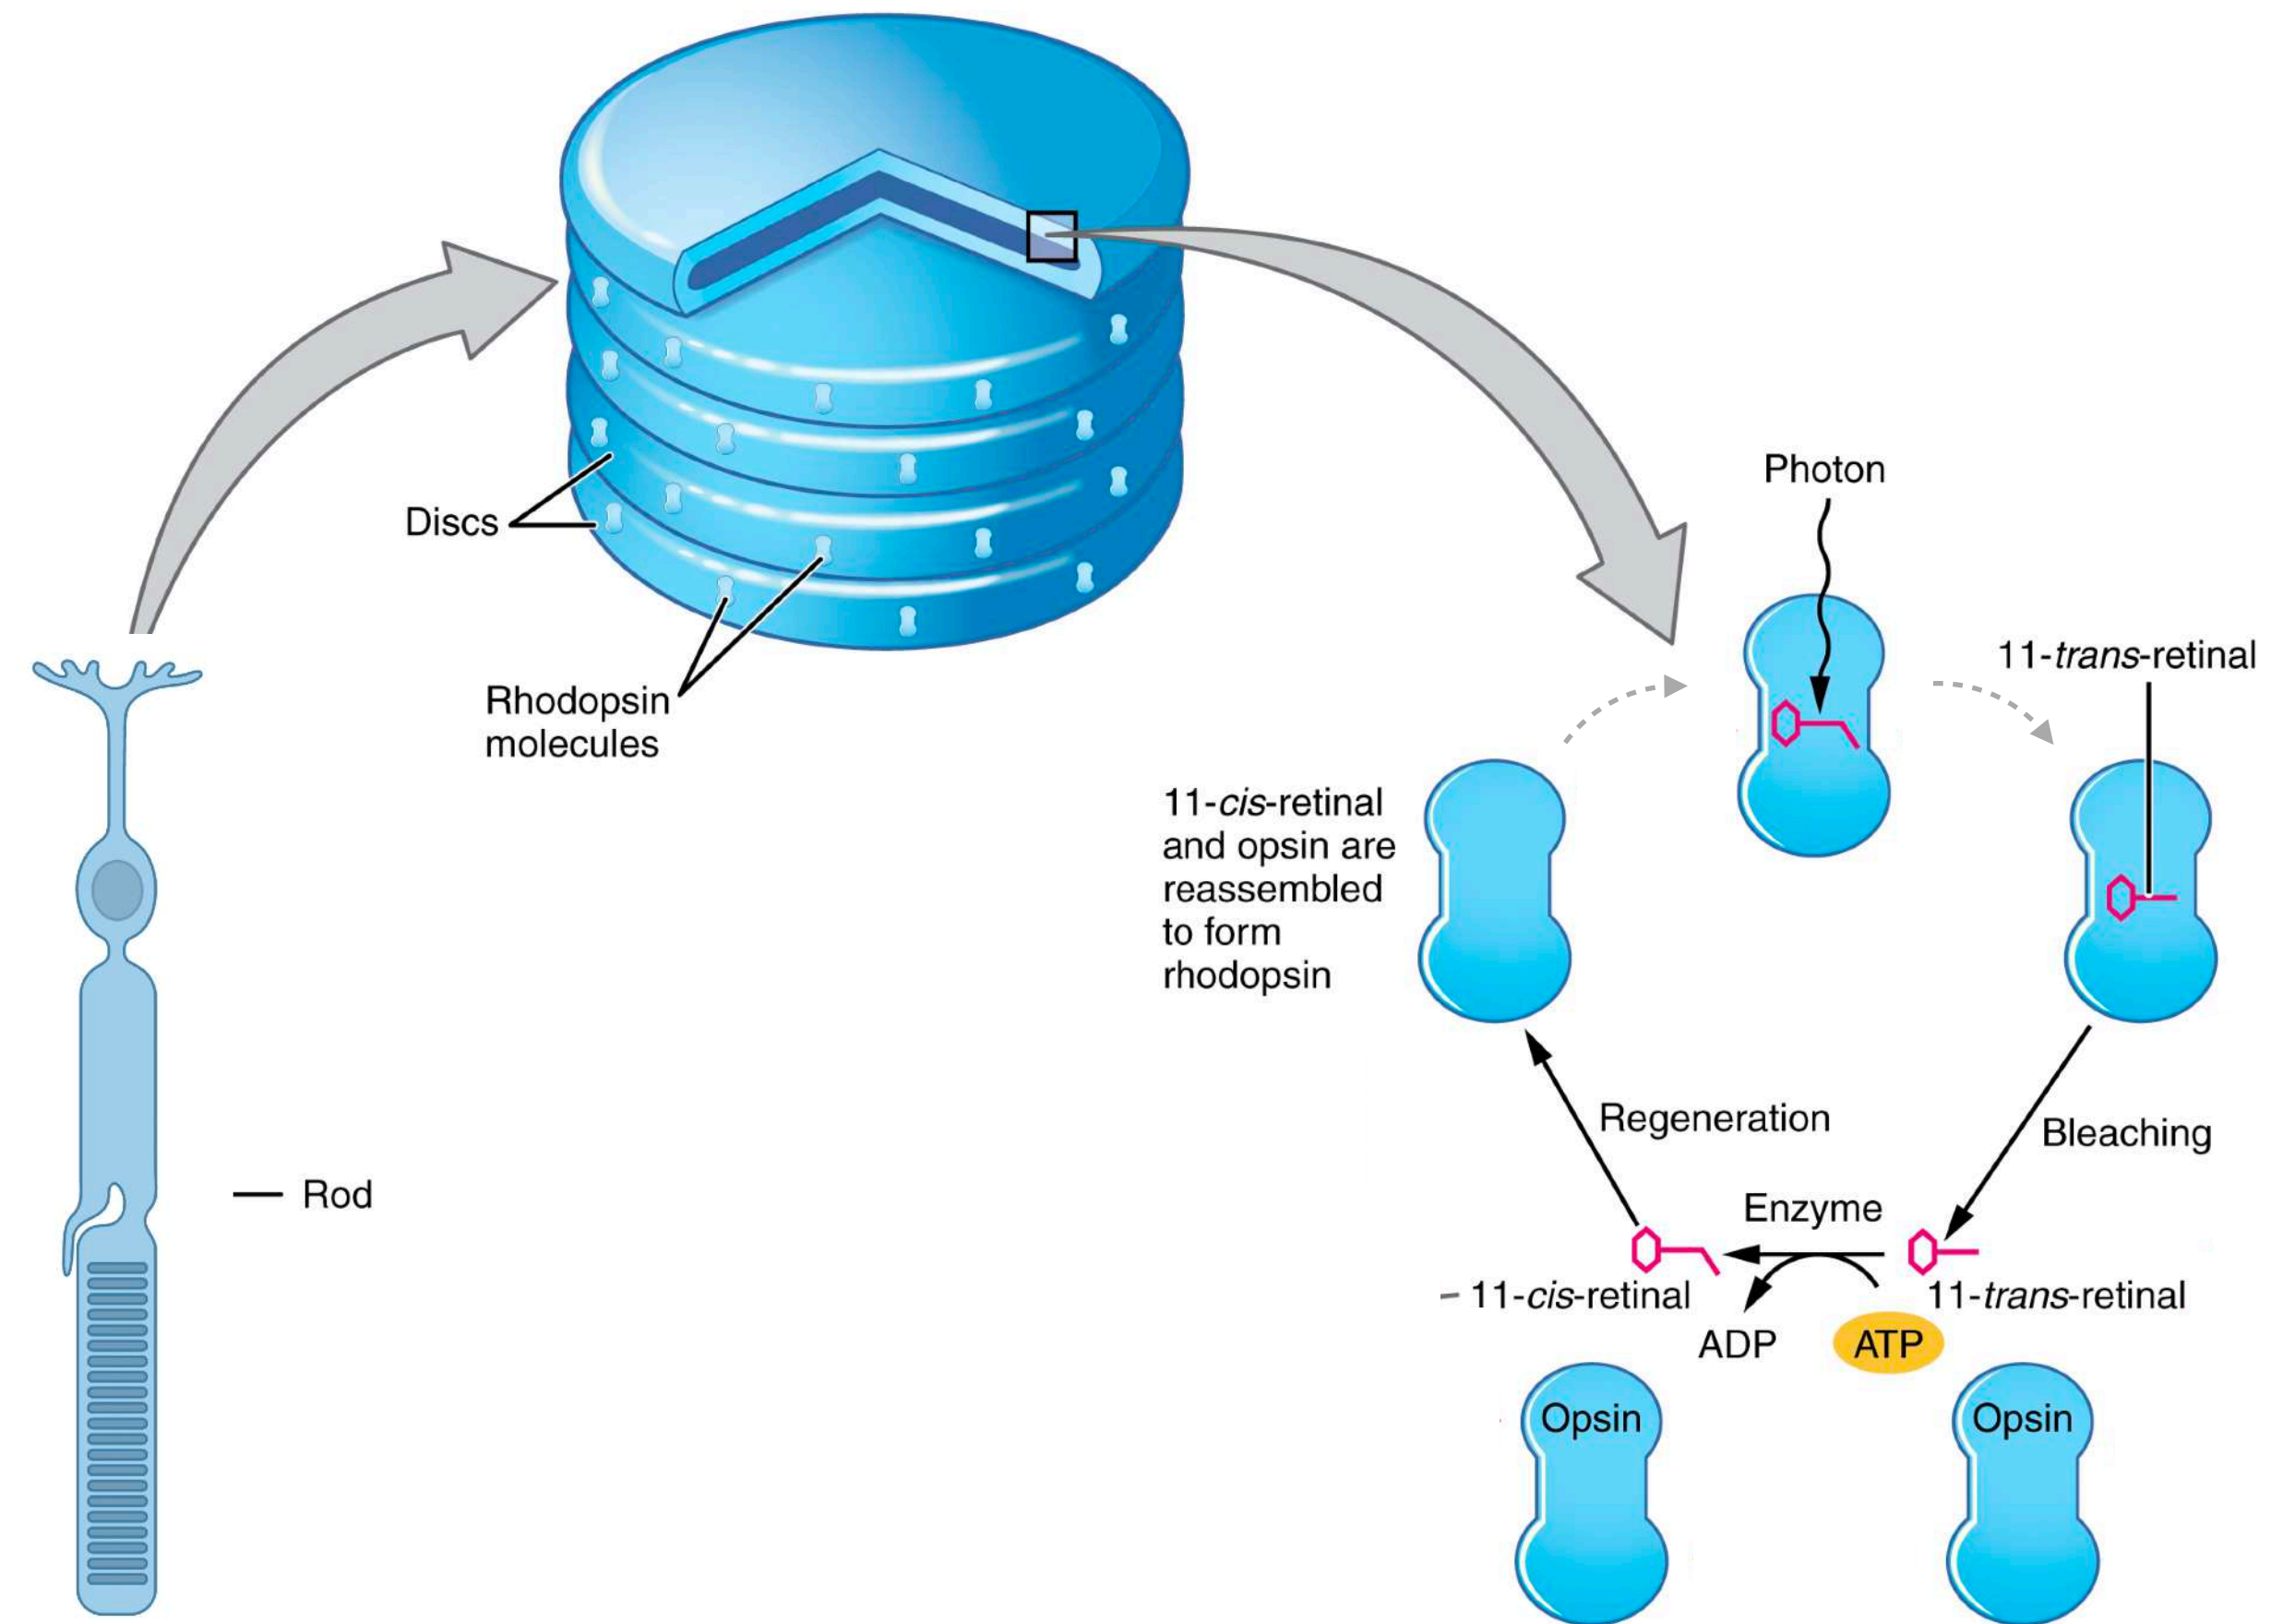 Photon
11-trans-retinal
Discs
Rhodopsin
molecules
11-cis-retinal
and opsin are
reassembled
to form
rhodopsin
Regeneration
Bleaching
Rod
Enzyme
11-cis-retinal
11-trans-retinal
ADP
ATP
Opsin
Opsin